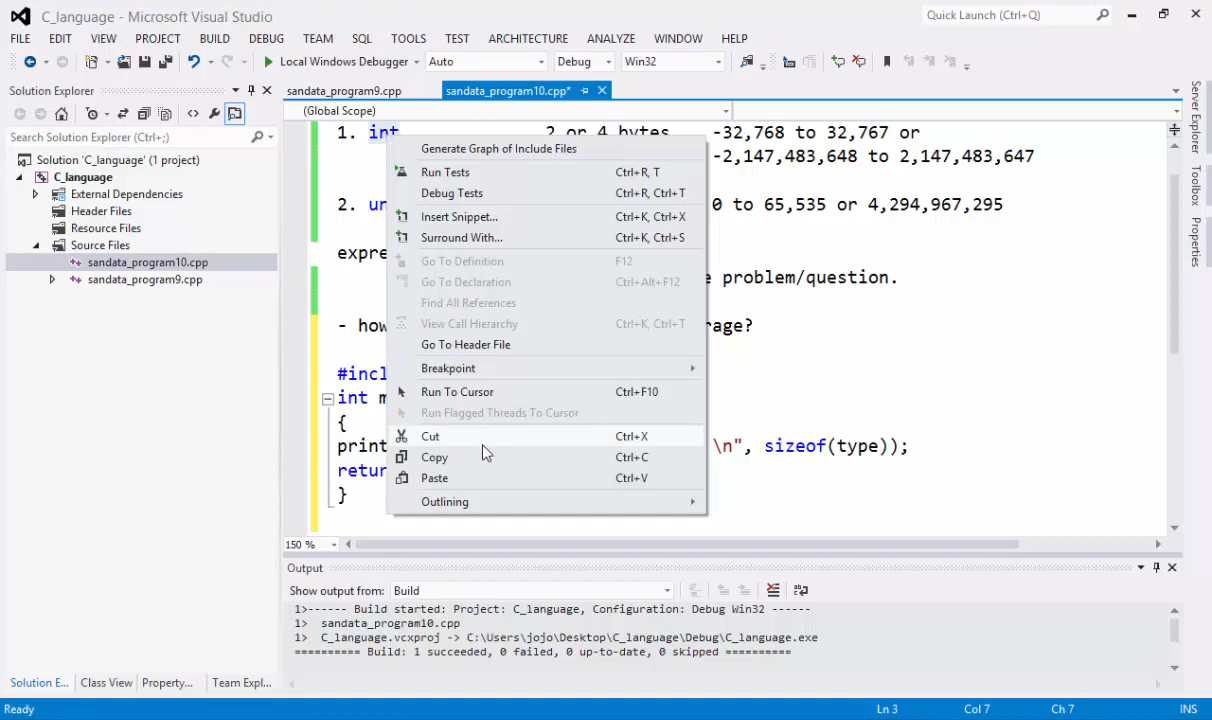 C_language - Microsoft Visual Studio
Quick Launch (Ctrl+Q)
FILE EDIT VIEW PROJECT BUILD DEBUG TEAM SQL TOOLS TEST ARCHITECTURE ANALYZE WINDOW HELP
Local Windows Debugger Auto Debug Win32
Solution Explorer
sandata_program9.cpp sandata_program10.cpp*
(Global Scope)
Search Solution Explorer (Ctrl+;)
Solution 'C_language' (1 project)
C_language
External Dependencies
Header Files
Resource Files
Source Files
sandata_program10.cpp
sandata_program9.cpp
1. int 2 or 4 bytes -32,768 to 32,767 or
-2,147,483,648 to 2,147,483,647
2. un 0 to 65,535 or 4,294,967,295
expre
e problem/question.
- how rage?
#incl
int m
{
print \n", sizeof(type));
retur
}
Generate Graph of Include Files
Run Tests Ctrl+R, T
Debug Tests Ctrl+R, Ctrl+T
Insert Snippet... Ctrl+K, Ctrl+X
Surround With... Ctrl+K, Ctrl+S
Go To Definition F12
Go To Declaration Ctrl+Alt+F12
Find All References
View Call Hierarchy Ctrl+K, Ctrl+T
Go To Header File
Breakpoint
Run To Cursor Ctrl+F10
Run Flagged Threads To Cursor
Cut Ctrl+X
Copy Ctrl+C
Paste Ctrl+V
Outlining
150 %
Server Explorer
Toolbox
Properties
Output
Show output from: Build
1>------ Build started: Project: C_language, Configuration: Debug Win32 ------
1> sandata_program10.cpp
1> C_language.vcxproj -> C:\Users\jojo\Desktop\C_language\Debug\C_language.exe
========== Build: 1 succeeded, 0 failed, 0 up-to-date, 0 skipped ==========
Solution E... Class View Property... Team Expl...
Ready Ln 3 Col 7 Ch 7 INS